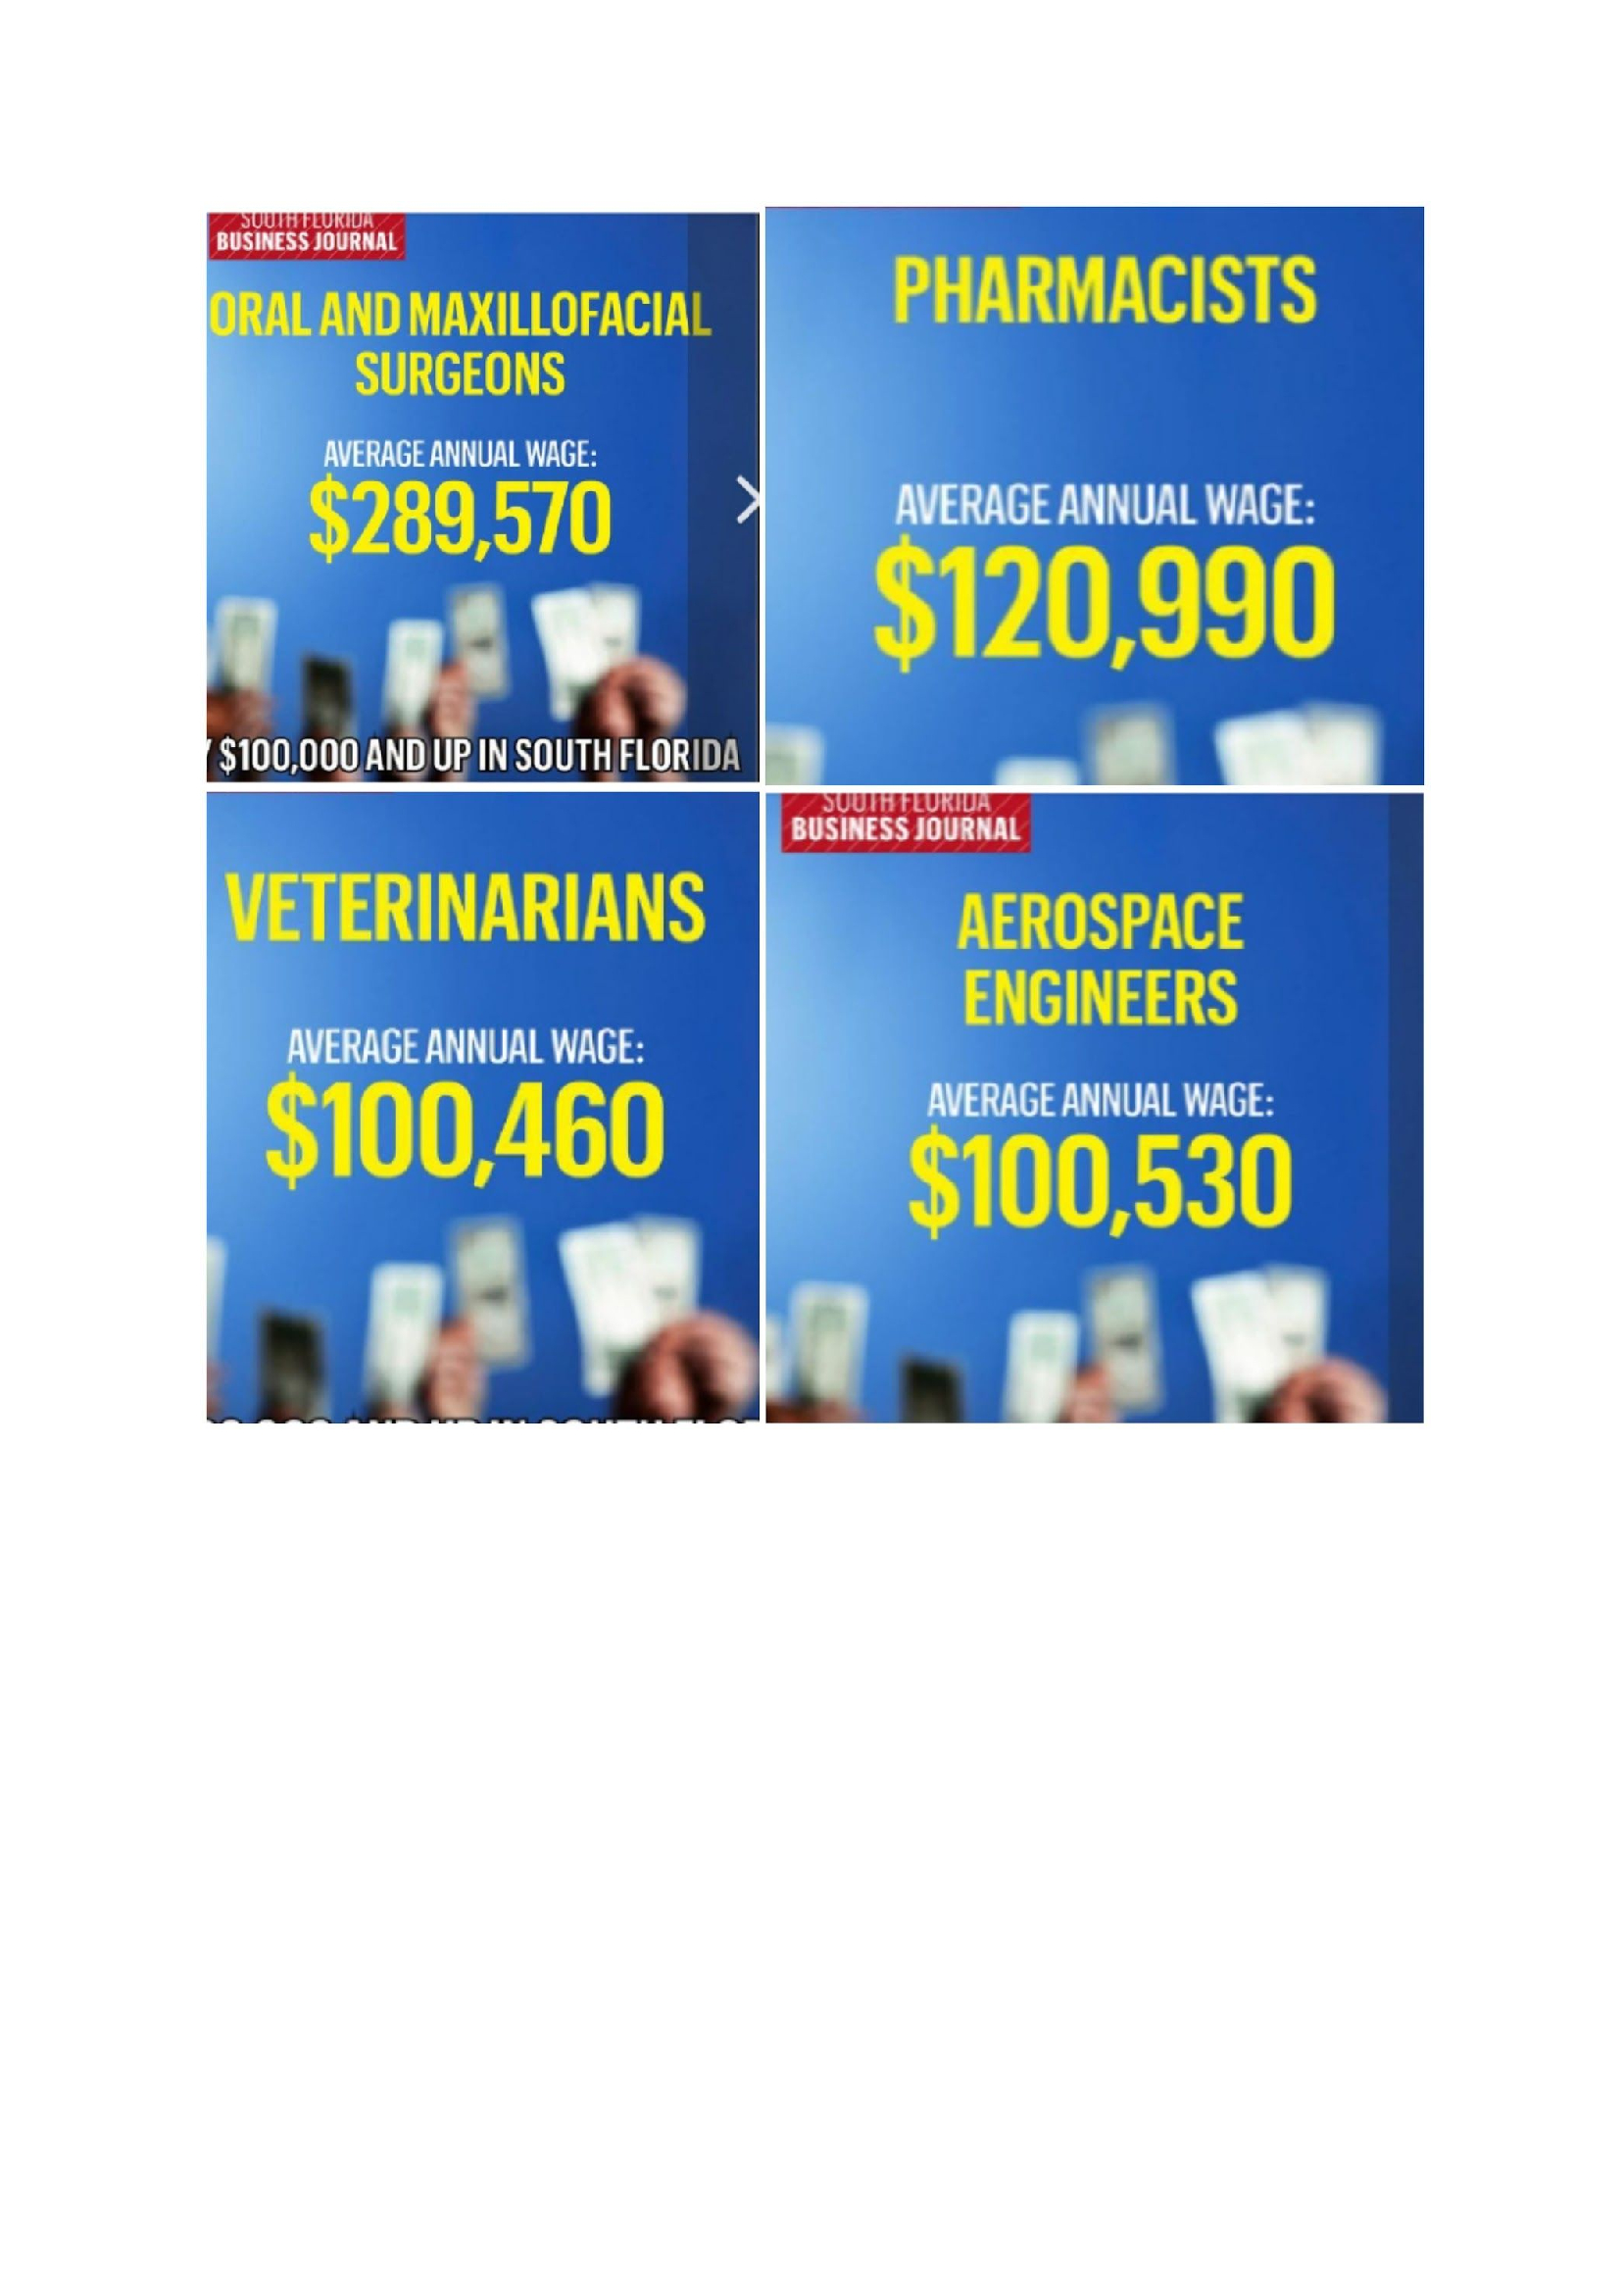 SOUTH FLORIDA
BUSINESS JOURNAL
ORAL AND MAXILLOFACIAL
SURGEONS
AVERAGE ANNUAL WAGE:
$289,570
$100,000 AND UP IN SOUTH FLORIDA
PHARMACISTS
AVERAGE ANNUAL WAGE:
$120,990
VETERINARIANS
AVERAGE ANNUAL WAGE:
$100,460
SOUTH FLORIDA
BUSINESS JOURNAL
AEROSPACE
ENGINEERS
AVERAGE ANNUAL WAGE:
$100,530